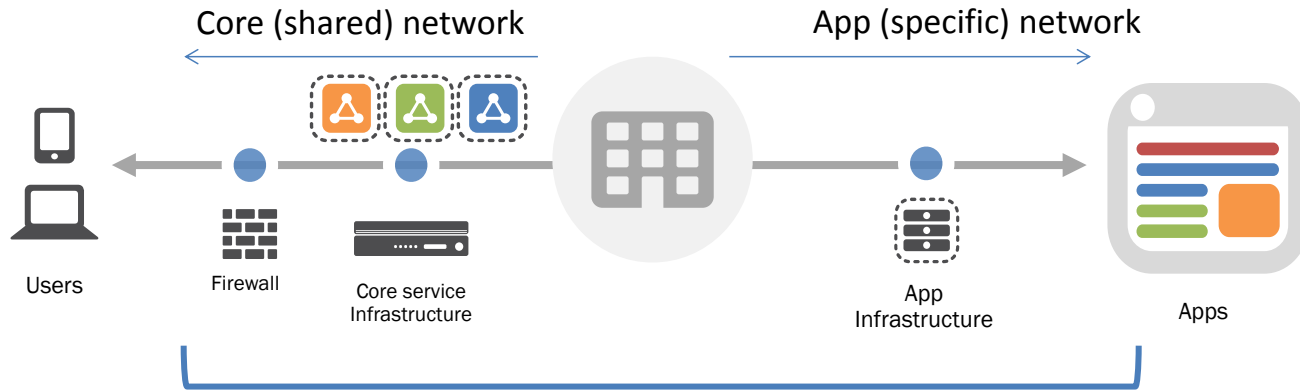 Core (shared) network
App (specific) network
Users
Firewall
Core service
Infrastructure
App
Infrastructure
Apps